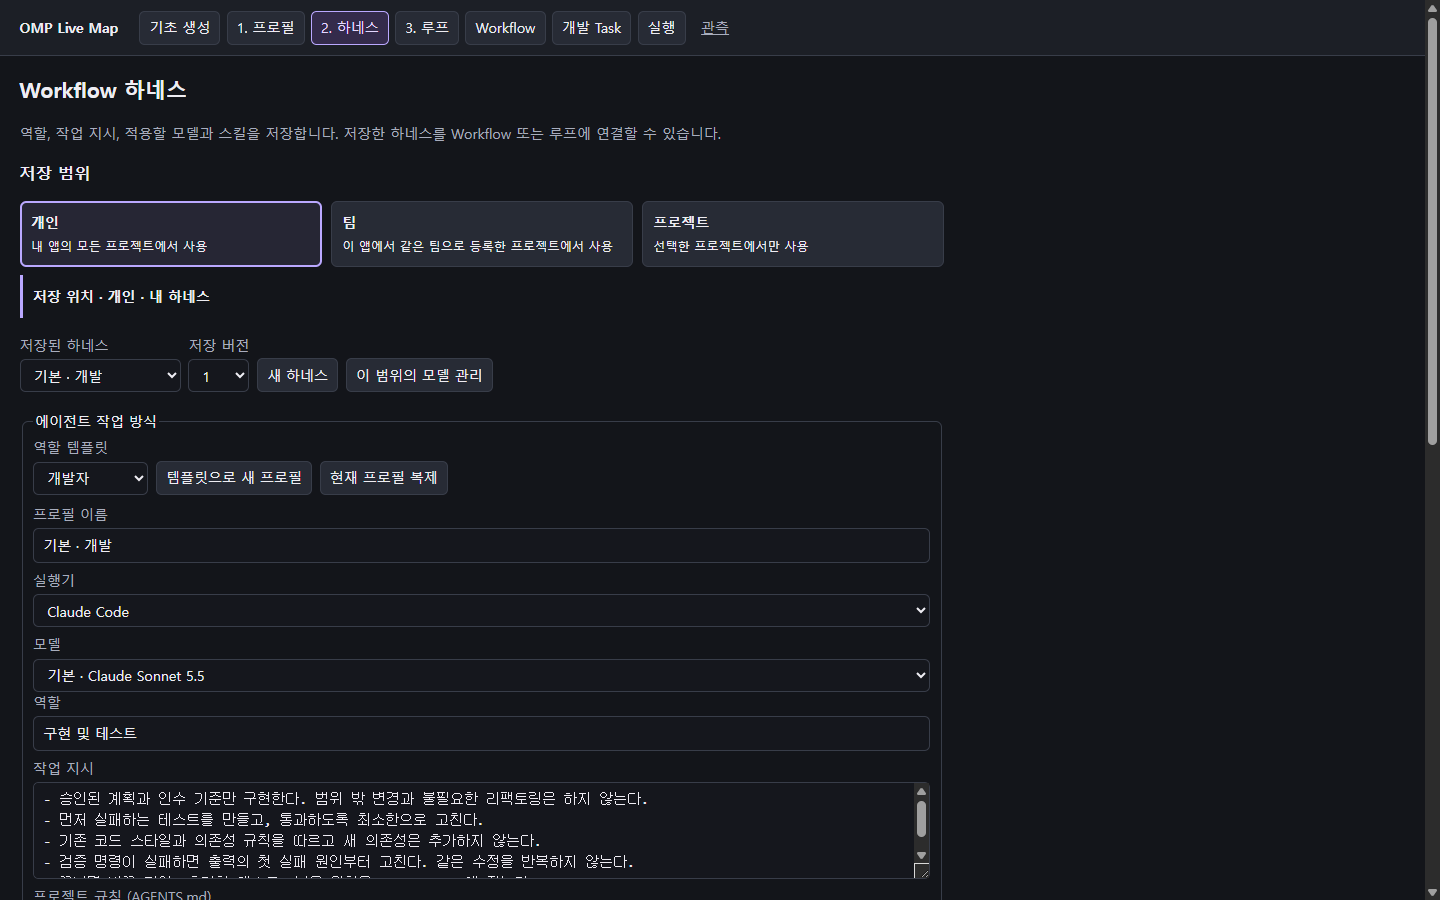 OMP Live Map 기초 생성 1. 프로필 2. 하네스 3. 루프 Workflow 개발 Task 실행 관측
Workflow 하네스
역할, 작업 지시, 적용할 모델과 스킬을 저장합니다. 저장한 하네스를 Workflow 또는 루프에 연결할 수 있습니다.
저장 범위
개인
내 앱의 모든 프로젝트에서 사용
팀
이 앱에서 같은 팀으로 등록한 프로젝트에서 사용
프로젝트
선택한 프로젝트에서만 사용
저장 위치 · 개인 · 내 하네스
저장된 하네스 저장 버전
기본 · 개발 1 새 하네스 이 범위의 모델 관리
에이전트 작업 방식
역할 템플릿
개발자 템플릿으로 새 프로필 현재 프로필 복제
프로필 이름
기본 · 개발
실행기
Claude Code
모델
기본 · Claude Sonnet 5.5
역할
구현 및 테스트
작업 지시
- 승인된 계획과 인수 기준만 구현한다. 범위 밖 변경과 불필요한 리팩토링은 하지 않는다.
- 먼저 실패하는 테스트를 만들고, 통과하도록 최소한으로 고친다.
- 기존 코드 스타일과 의존성 규칙을 따르고 새 의존성은 추가하지 않는다.
- 검증 명령이 실패하면 출력의 첫 실패 원인부터 고친다. 같은 수정을 반복하지 않는다.
프로젝트 규칙 (AGENTS.md)